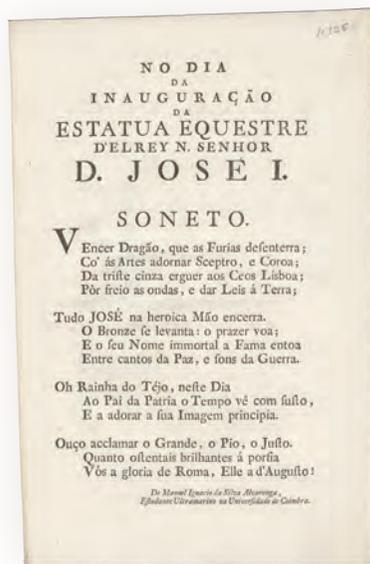 NO DIA
DA
INAUGURAÇÃO
DA
ESTATUA EQUESTRE
D'ELREY N. SENHOR
D. JOSÉ I.
SONETO.
VEncer Dragão, que as Furias desenterra;
Co' ás Artes adornar Sceptro, e Coroa;
Da triste cinza erguer aos Ceos Lisboa;
Pôr freio as ondas, e dar Leis á Terra;
Tudo JOSÉ na heroica Mão encerra.
O Bronze se levanta: o prazer voa;
E o seu Nome immortal a Fama entoa
Entre cantos da Paz, e sons da Guerra.
Oh Rainha do Téjo, neste Dia
Ao Pai da Patria o Tempo vê com susto,
E a adorar a sua Imagem principia.
Ouço acclamar o Grande, o Pio, o Justo.
Quanto ostentais brilhantes á porfia
Vós a gloria de Roma, Elle a d'Augusto!
De Manoel Ignacio da Silva Alvarenga,
Estudante Ultramarino na Universidade de Coimbra.